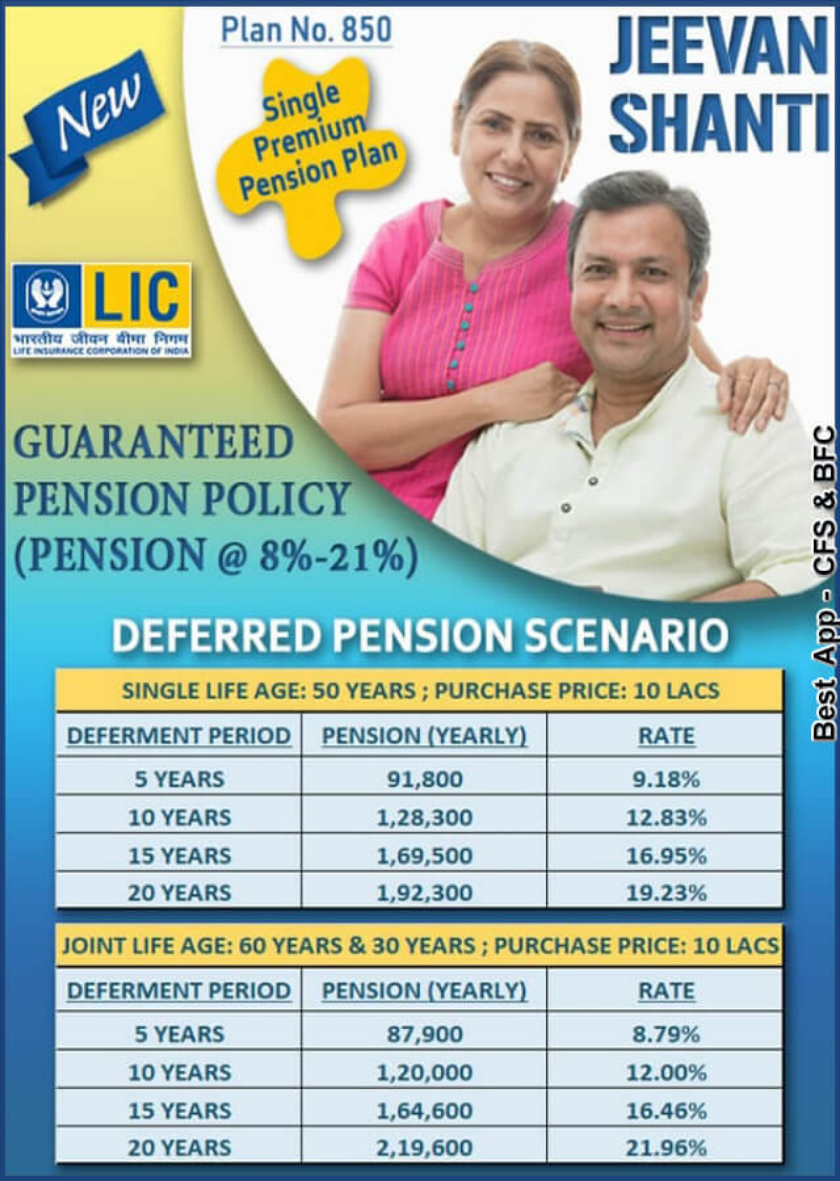 Plan No. 850
JEEVAN
SHANTI
New
Single
Premium
Pension Plan
LIC
भारतीय जीवन बीमा निगम
LIFE INSURANCE CORPORATION OF INDIA
GUARANTEED
PENSION POLICY
(PENSION @ 8%-21%)
Best App - CFS & BFC
DEFERRED PENSION SCENARIO
SINGLE LIFE AGE: 50 YEARS ; PURCHASE PRICE: 10 LACS
DEFERMENT PERIOD PENSION (YEARLY) RATE
5 YEARS 91,800 9.18%
10 YEARS 1,28,300 12.83%
15 YEARS 1,69,500 16.95%
20 YEARS 1,92,300 19.23%
JOINT LIFE AGE: 60 YEARS & 30 YEARS ; PURCHASE PRICE: 10 LACS
DEFERMENT PERIOD PENSION (YEARLY) RATE
5 YEARS 87,900 8.79%
10 YEARS 1,20,000 12.00%
15 YEARS 1,64,600 16.46%
20 YEARS 2,19,600 21.96%